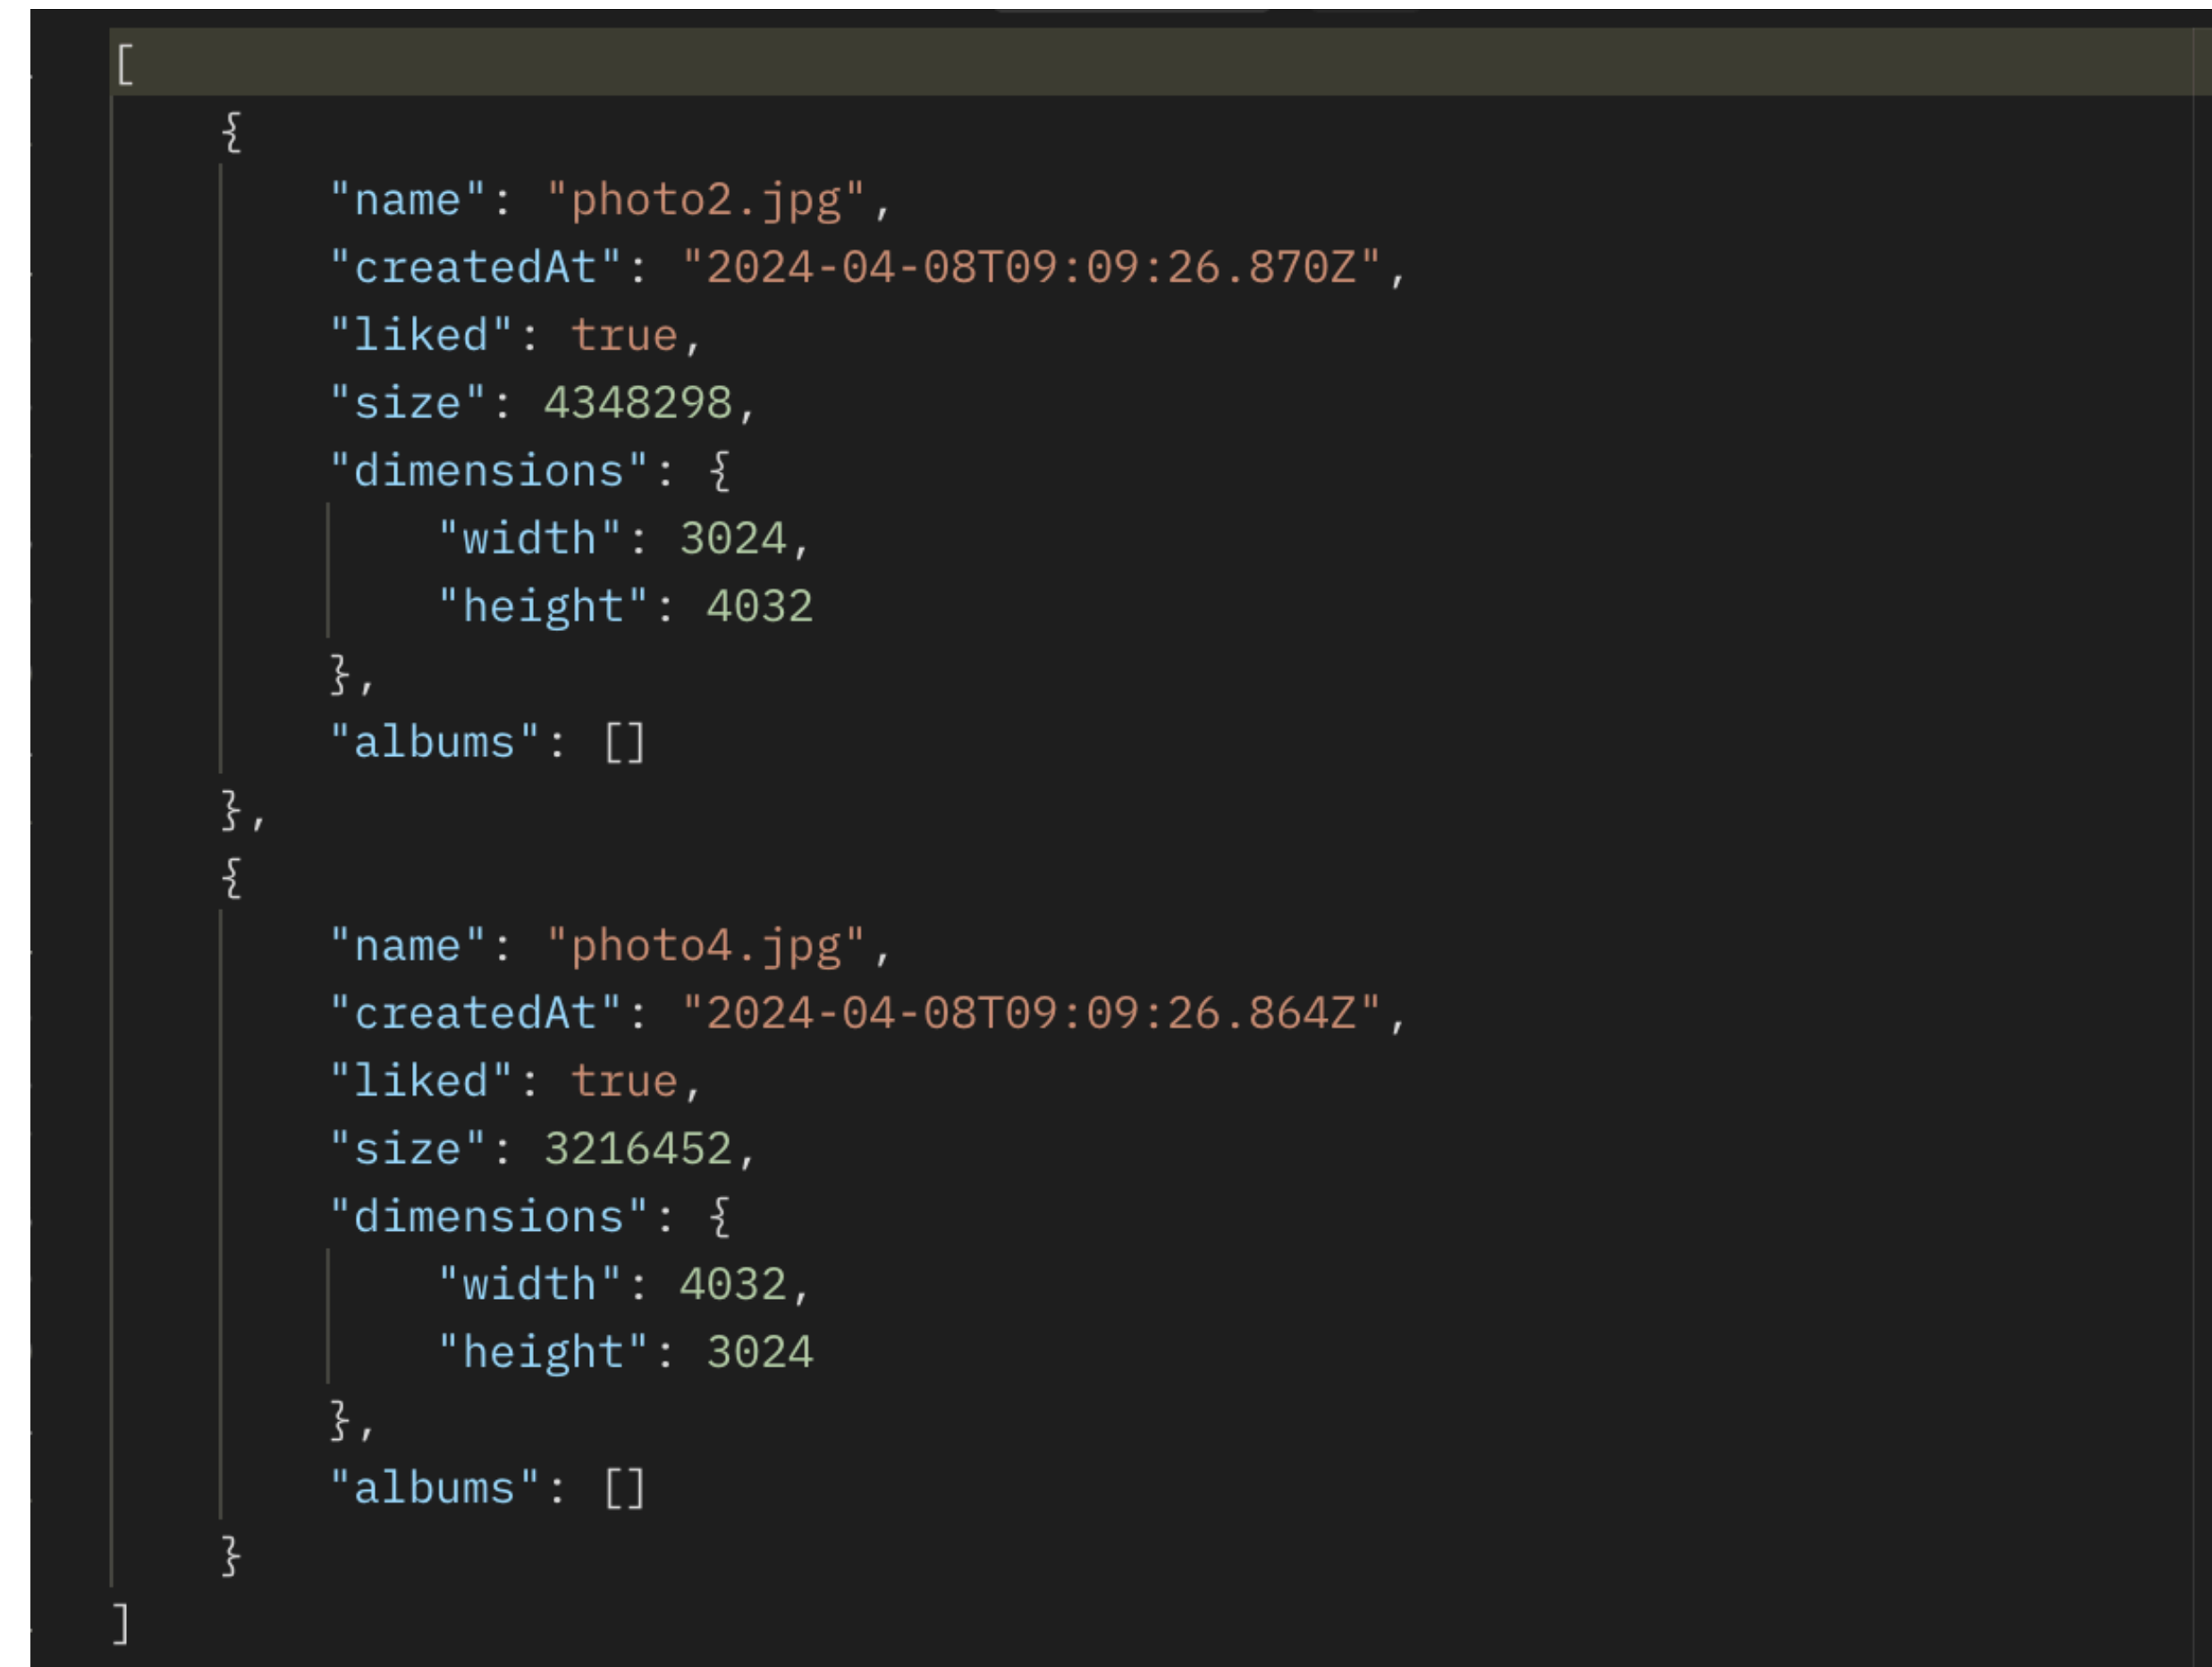 [
    {
        "name": "photo2.jpg",
        "createdAt": "2024-04-08T09:09:26.870Z",
        "liked": true,
        "size": 4348298,
        "dimensions": {
            "width": 3024,
            "height": 4032
        },
        "albums": []
    },
    {
        "name": "photo4.jpg",
        "createdAt": "2024-04-08T09:09:26.864Z",
        "liked": true,
        "size": 3216452,
        "dimensions": {
            "width": 4032,
            "height": 3024
        },
        "albums": []
    }
]